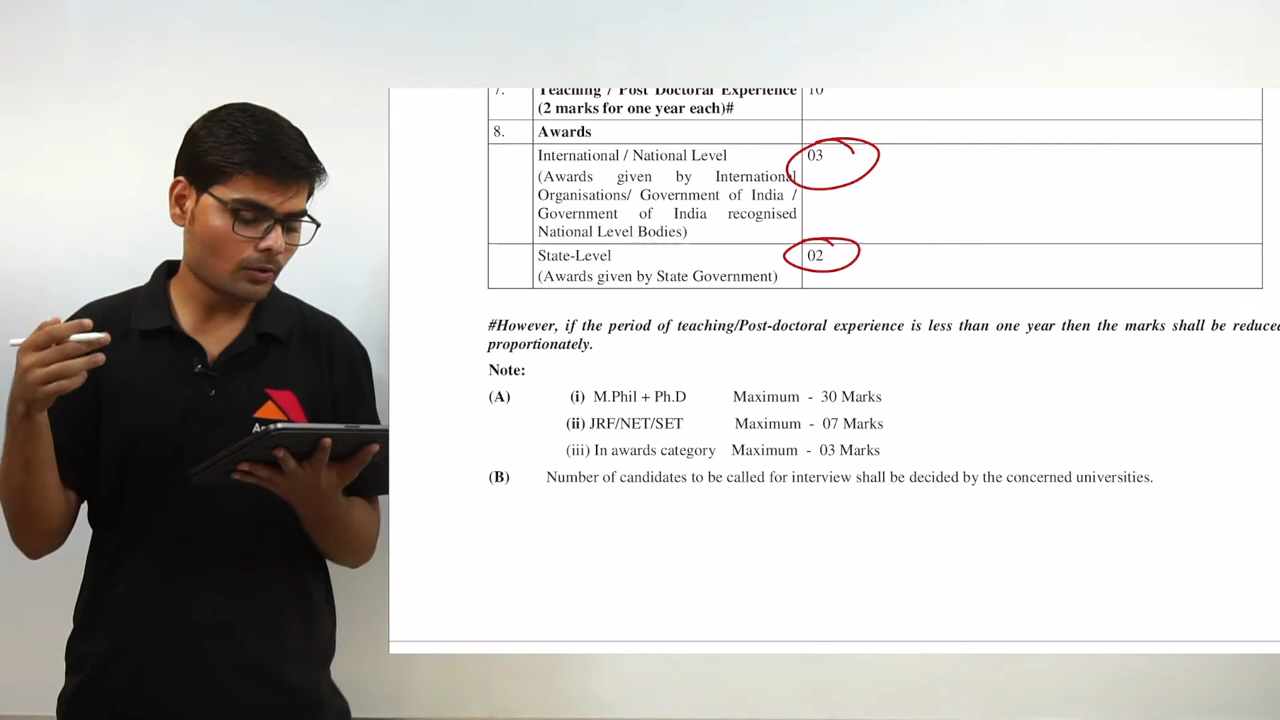 7. Teaching / Post Doctoral Experience 10
(2 marks for one year each)#
8. Awards
International / National Level 03
(Awards given by International
Organisations/ Government of India /
Government of India recognised
National Level Bodies)
State-Level 02
(Awards given by State Government)
#However, if the period of teaching/Post-doctoral experience is less than one year then the marks shall be reduced
proportionately.
Note:
(A) (i) M.Phil + Ph.D Maximum - 30 Marks
(ii) JRF/NET/SET Maximum - 07 Marks
(iii) In awards category Maximum - 03 Marks
(B) Number of candidates to be called for interview shall be decided by the concerned universities.